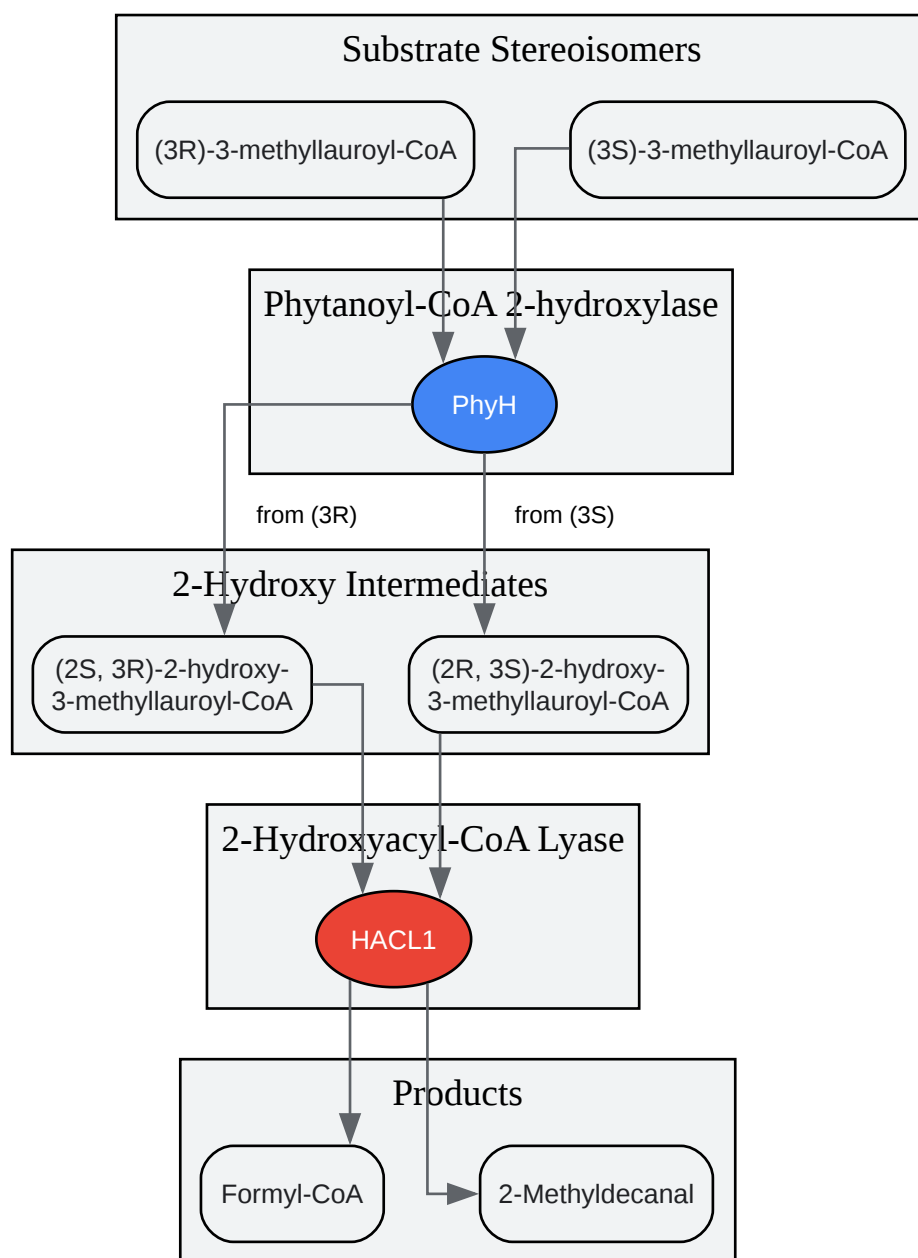 Substrate Stereoisomers
(3R)-3-methyllauroyl-CoA
(3S)-3-methyllauroyl-CoA
Phytanoyl-CoA 2-hydroxylase
PhyH
from (3R)
from (3S)
2-Hydroxy Intermediates
(2S, 3R)-2-hydroxy-
3-methyllauroyl-CoA
(2R, 3S)-2-hydroxy-
3-methyllauroyl-CoA
2-Hydroxyacyl-CoA Lyase
HACL1
Products
Formyl-CoA
2-Methyldecanal